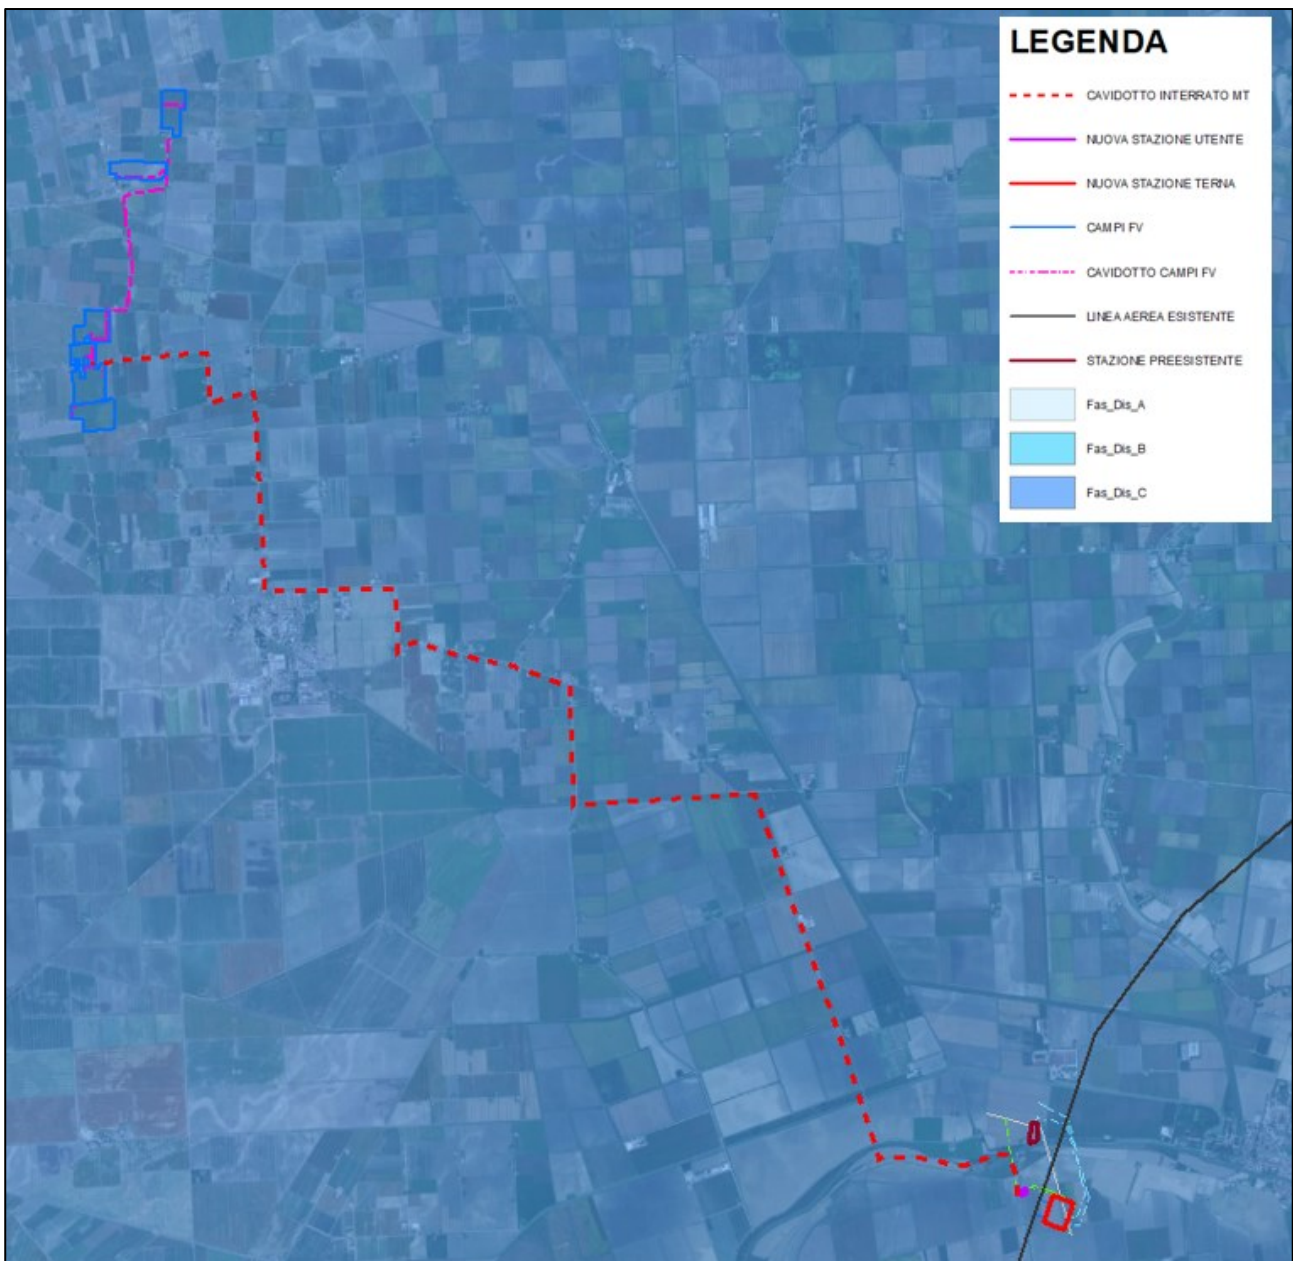 LEGENDA
CAVIDOTTO INTERRATO MT
NUOVA STAZIONE UTENTE
NUOVA STAZIONE TERNA
CAMPI FV
CAVIDOTTO CAMPI FV
LINEA AEREA ESISTENTE
STAZIONE PREESISTENTE
Fas_Dis_A
Fas_Dis_B
Fas_Dis_C